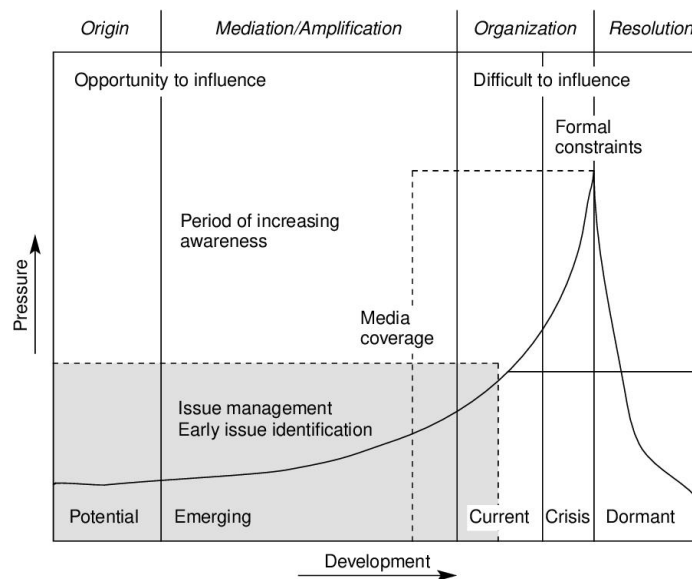 Origin
Mediation/Amplification
Organization
Resolution
Opportunity to influence
Difficult to influence
Formal
constraints
Period of increasing
awareness
Pressure
Media
coverage
Issue management
Early issue identification
Potential
Emerging
Current
Crisis
Dormant
Development